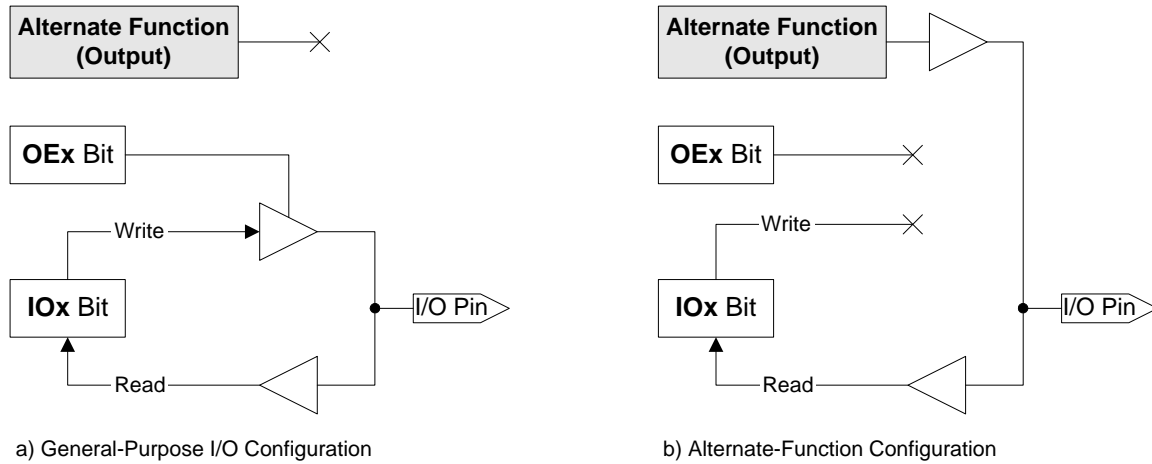 Alternate Function
(Output)
OEx Bit
Write
IOx Bit
I/O Pin
Read
a) General-Purpose I/O Configuration
Alternate Function
(Output)
OEx Bit
Write
IOx Bit
I/O Pin
Read
b) Alternate-Function Configuration